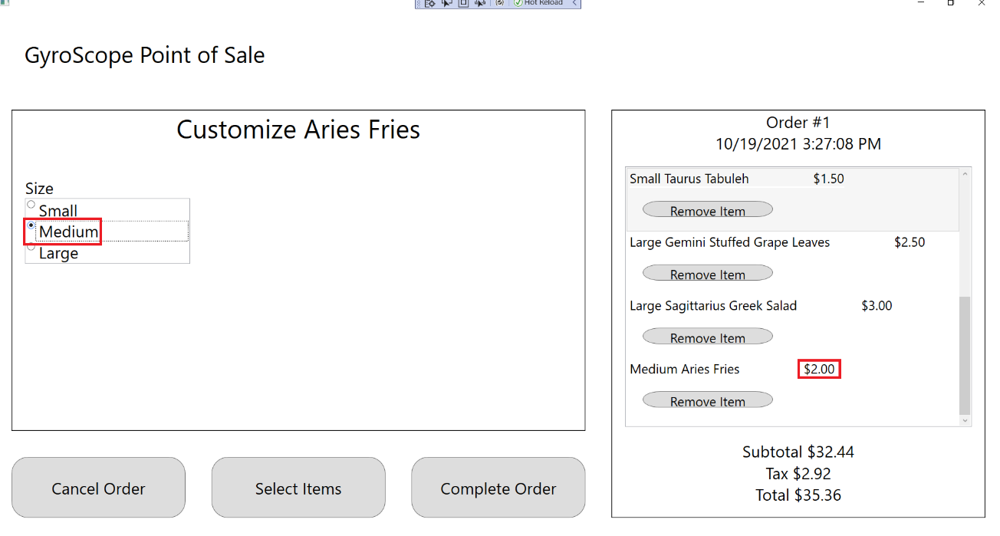 Hot Reload
GyroScope Point of Sale
Customize Aries Fries
Size
Small
Medium
Large
Cancel Order
Select Items
Complete Order
Order #1
10/19/2021 3:27:08 PM
Small Taurus Tabuleh $1.50
Remove Item
Large Gemini Stuffed Grape Leaves $2.50
Remove Item
Large Sagittarius Greek Salad $3.00
Remove Item
Medium Aries Fries $2.00
Remove Item
Subtotal $32.44
Tax $2.92
Total $35.36